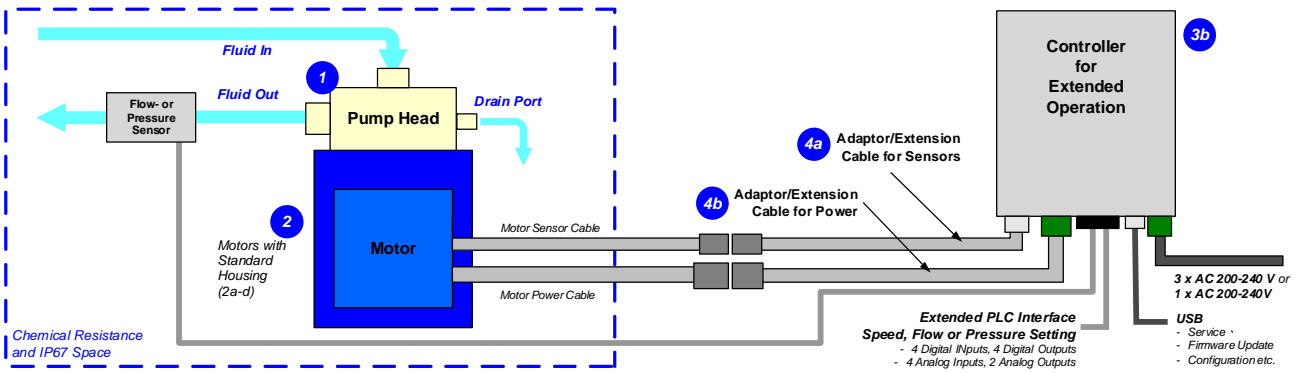 Fluid In
1
Fluid Out
Flow- or
Pressure
Sensor
Pump Head
Drain Port
2
Motors with
Standard
Housing
(2a-d)
Motor
Motor Sensor Cable
Motor Power Cable
Chemical Resistance
and IP67 Space
4a
Adaptor/Extension
Cable for Sensors
4b
Adaptor/Extension
Cable for Power
Controller
for
Extended
Operation
3b
3 x AC 200-240 V or
1 x AC 200-240V
Extended PLC Interface
Speed, Flow or Pressure Setting
- 4 Digital INputs, 4 Digital Outputs
- 4 Analog Inputs, 2 Analog Outputs
USB
- Service、
- Firmware Update
- Configuration etc.